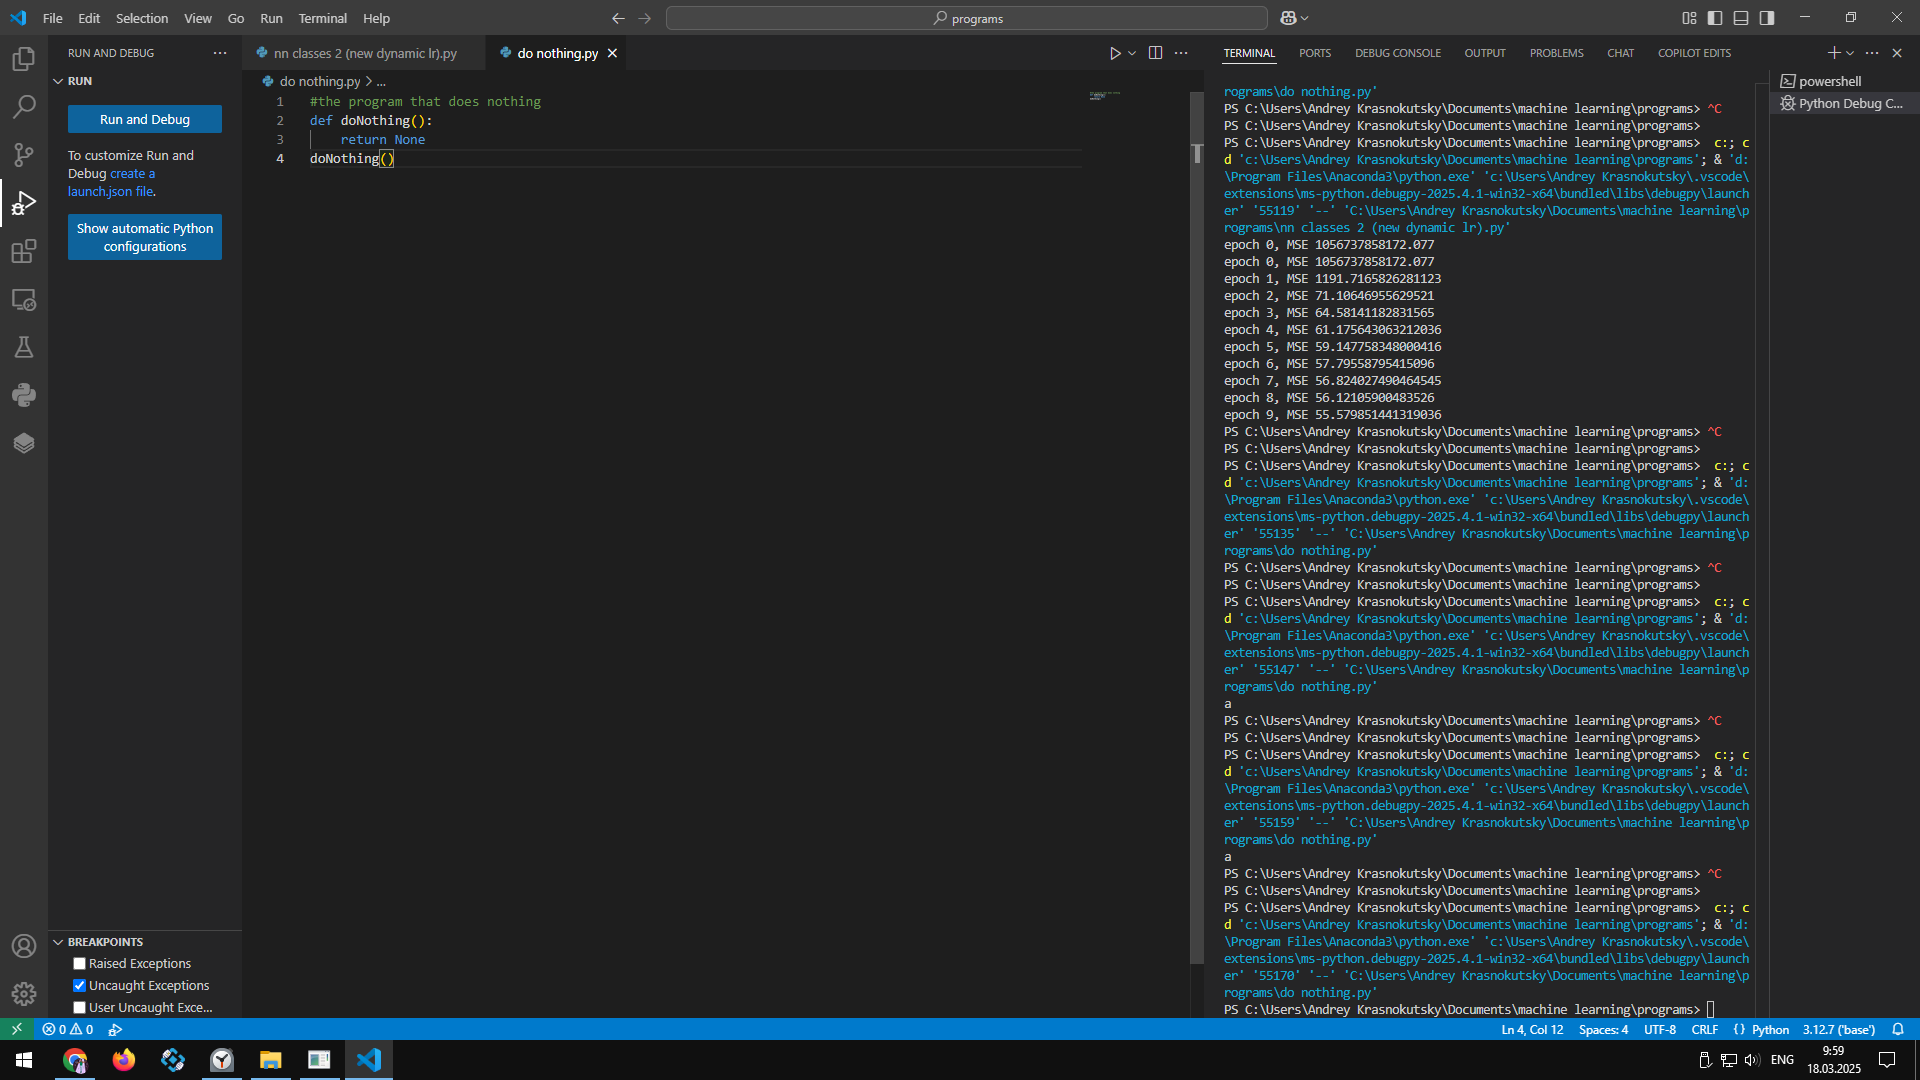 File Edit Selection View Go Run Terminal Help
programs
RUN AND DEBUG ...
RUN
Run and Debug
To customize Run and
Debug create a
launch.json file.
Show automatic Python
configurations
BREAKPOINTS
Raised Exceptions
Uncaught Exceptions
User Uncaught Exce...
nn classes 2 (new dynamic lr).py
do nothing.py
do nothing.py > ...
1 #the program that does nothing
2 def doNothing():
3 return None
4 doNothing()
TERMINAL PORTS DEBUG CONSOLE OUTPUT PROBLEMS CHAT COPILOT EDITS
rograms\do nothing.py'
PS C:\Users\Andrey Krasnokutsky\Documents\machine learning\programs> ^C
PS C:\Users\Andrey Krasnokutsky\Documents\machine learning\programs>
PS C:\Users\Andrey Krasnokutsky\Documents\machine learning\programs> c:; c
d 'c:\Users\Andrey Krasnokutsky\Documents\machine learning\programs'; & 'd:
\Program Files\Anaconda3\python.exe' 'c:\Users\Andrey Krasnokutsky\.vscode\
extensions\ms-python.debugpy-2025.4.1-win32-x64\bundled\libs\debugpy\launch
er' '55119' '--' 'C:\Users\Andrey Krasnokutsky\Documents\machine learning\p
rograms\nn classes 2 (new dynamic lr).py'
epoch 0, MSE 1056737858172.077
epoch 0, MSE 1056737858172.077
epoch 1, MSE 1191.7165826281123
epoch 2, MSE 71.10646955629521
epoch 3, MSE 64.58141182831565
epoch 4, MSE 61.175643063212036
epoch 5, MSE 59.147758348000416
epoch 6, MSE 57.79558795415096
epoch 7, MSE 56.824027490464545
epoch 8, MSE 56.12105900483526
epoch 9, MSE 55.579851441319036
PS C:\Users\Andrey Krasnokutsky\Documents\machine learning\programs> ^C
PS C:\Users\Andrey Krasnokutsky\Documents\machine learning\programs>
PS C:\Users\Andrey Krasnokutsky\Documents\machine learning\programs> c:; c
d 'c:\Users\Andrey Krasnokutsky\Documents\machine learning\programs'; & 'd:
\Program Files\Anaconda3\python.exe' 'c:\Users\Andrey Krasnokutsky\.vscode\
extensions\ms-python.debugpy-2025.4.1-win32-x64\bundled\libs\debugpy\launch
er' '55135' '--' 'C:\Users\Andrey Krasnokutsky\Documents\machine learning\p
rograms\do nothing.py'
PS C:\Users\Andrey Krasnokutsky\Documents\machine learning\programs> ^C
PS C:\Users\Andrey Krasnokutsky\Documents\machine learning\programs>
PS C:\Users\Andrey Krasnokutsky\Documents\machine learning\programs> c:; c
d 'c:\Users\Andrey Krasnokutsky\Documents\machine learning\programs'; & 'd:
\Program Files\Anaconda3\python.exe' 'c:\Users\Andrey Krasnokutsky\.vscode\
extensions\ms-python.debugpy-2025.4.1-win32-x64\bundled\libs\debugpy\launch
er' '55147' '--' 'C:\Users\Andrey Krasnokutsky\Documents\machine learning\p
rograms\do nothing.py'
a
PS C:\Users\Andrey Krasnokutsky\Documents\machine learning\programs> ^C
PS C:\Users\Andrey Krasnokutsky\Documents\machine learning\programs>
PS C:\Users\Andrey Krasnokutsky\Documents\machine learning\programs> c:; c
d 'c:\Users\Andrey Krasnokutsky\Documents\machine learning\programs'; & 'd:
\Program Files\Anaconda3\python.exe' 'c:\Users\Andrey Krasnokutsky\.vscode\
extensions\ms-python.debugpy-2025.4.1-win32-x64\bundled\libs\debugpy\launch
er' '55159' '--' 'C:\Users\Andrey Krasnokutsky\Documents\machine learning\p
rograms\do nothing.py'
a
PS C:\Users\Andrey Krasnokutsky\Documents\machine learning\programs> ^C
PS C:\Users\Andrey Krasnokutsky\Documents\machine learning\programs>
PS C:\Users\Andrey Krasnokutsky\Documents\machine learning\programs> c:; c
d 'c:\Users\Andrey Krasnokutsky\Documents\machine learning\programs'; & 'd:
\Program Files\Anaconda3\python.exe' 'c:\Users\Andrey Krasnokutsky\.vscode\
extensions\ms-python.debugpy-2025.4.1-win32-x64\bundled\libs\debugpy\launch
er' '55170' '--' 'C:\Users\Andrey Krasnokutsky\Documents\machine learning\p
rograms\do nothing.py'
PS C:\Users\Andrey Krasnokutsky\Documents\machine learning\programs>
powershell
Python Debug C...
0 0
Ln 4, Col 12 Spaces: 4 UTF-8 CRLF {} Python 3.12.7 ('base')
ENG
9:59
18.03.2025